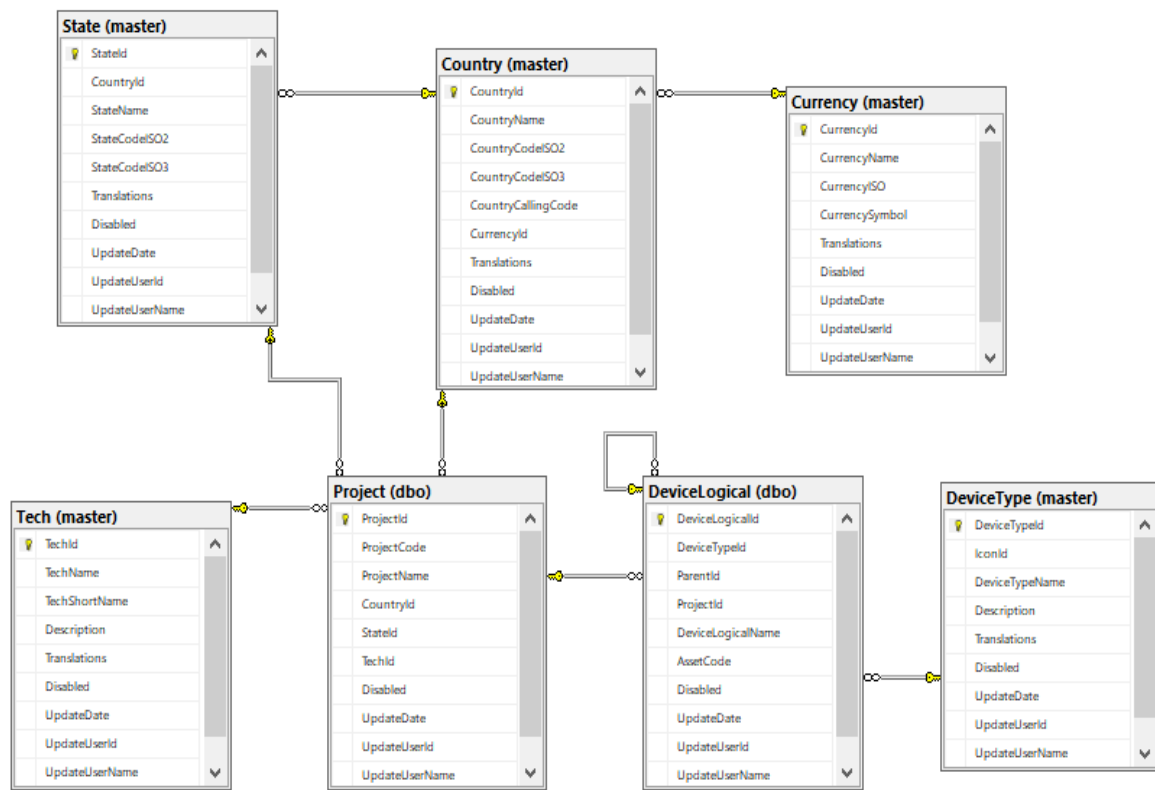 State (master)
StateId
CountryId
StateName
StateCodeISO2
StateCodeISO3
Translations
Disabled
UpdateDate
UpdateUserId
UpdateUserName
Country (master)
CountryId
CountryName
CountryCodeISO2
CountryCodeISO3
CountryCallingCode
CurrencyId
Translations
Disabled
UpdateDate
UpdateUserId
UpdateUserName
Currency (master)
CurrencyId
CurrencyName
CurrencyISO
CurrencySymbol
Translations
Disabled
UpdateDate
UpdateUserId
UpdateUserName
Tech (master)
TechId
TechName
TechShortName
Description
Translations
Disabled
UpdateDate
UpdateUserId
UpdateUserName
Project (dbo)
ProjectId
ProjectCode
ProjectName
CountryId
StateId
TechId
Disabled
UpdateDate
UpdateUserId
UpdateUserName
DeviceLogical (dbo)
DeviceLogicalId
DeviceTypeId
ParentId
ProjectId
DeviceLogicalName
AssetCode
Disabled
UpdateDate
UpdateUserId
UpdateUserName
DeviceType (master)
DeviceTypeId
IconId
DeviceTypeName
Description
Translations
Disabled
UpdateDate
UpdateUserId
UpdateUserName